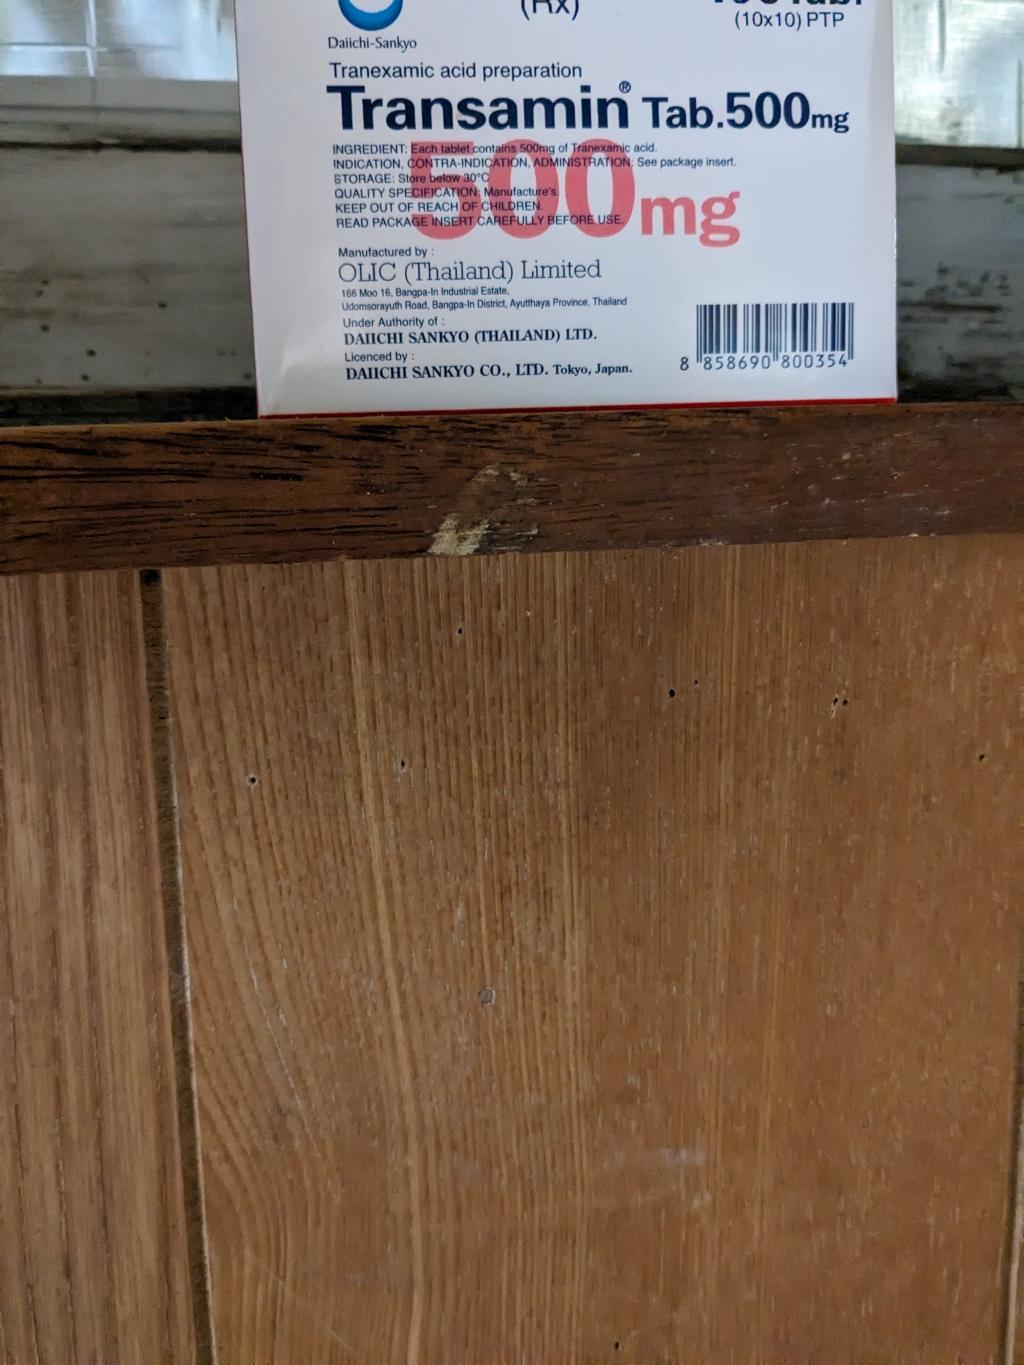 (Rx)
(10x10) PTP
Daiichi-Sankyo
Tranexamic acid preparation
Transamin® Tab.500mg
500mg
INGREDIENT: Each tablet contains 500mg of Tranexamic acid.
INDICATION, CONTRA-INDICATION, ADMINISTRATION: See package insert.
STORAGE: Store below 30°C
QUALITY SPECIFICATION: Manufacture's.
KEEP OUT OF REACH OF CHILDREN.
READ PACKAGE INSERT CAREFULLY BEFORE USE.
Manufactured by :
OLIC (Thailand) Limited
166 Moo 16, Bangpa-In Industrial Estate,
Udomsorayuth Road, Bangpa-In District, Ayutthaya Province, Thailand
Under Authority of :
DAIICHI SANKYO (THAILAND) LTD.
Licenced by :
DAIICHI SANKYO CO., LTD. Tokyo, Japan.
8 858690 800354